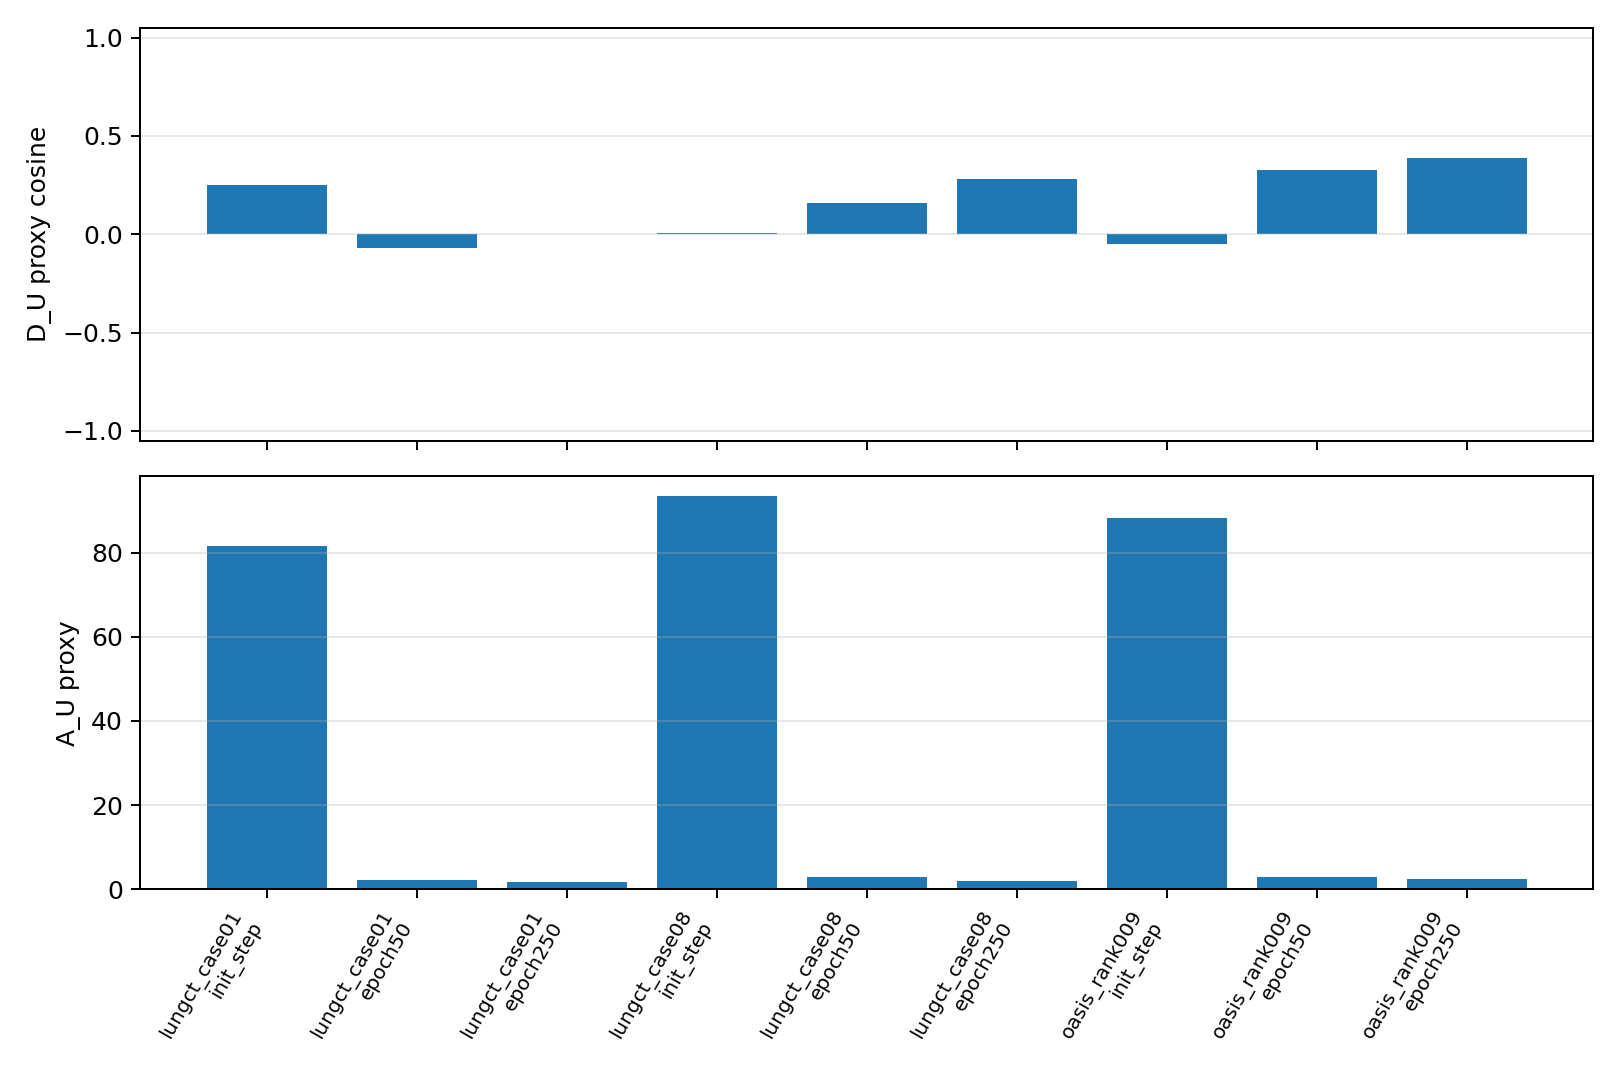 D_U proxy cosine
1.0
0.5
0.0
−0.5
−1.0
A_U proxy
80
60
40
20
0
lungct_case01
init_step
lungct_case01
epoch50
lungct_case01
epoch250
lungct_case08
init_step
lungct_case08
epoch50
lungct_case08
epoch250
oasis_rank009
init_step
oasis_rank009
epoch50
oasis_rank009
epoch250